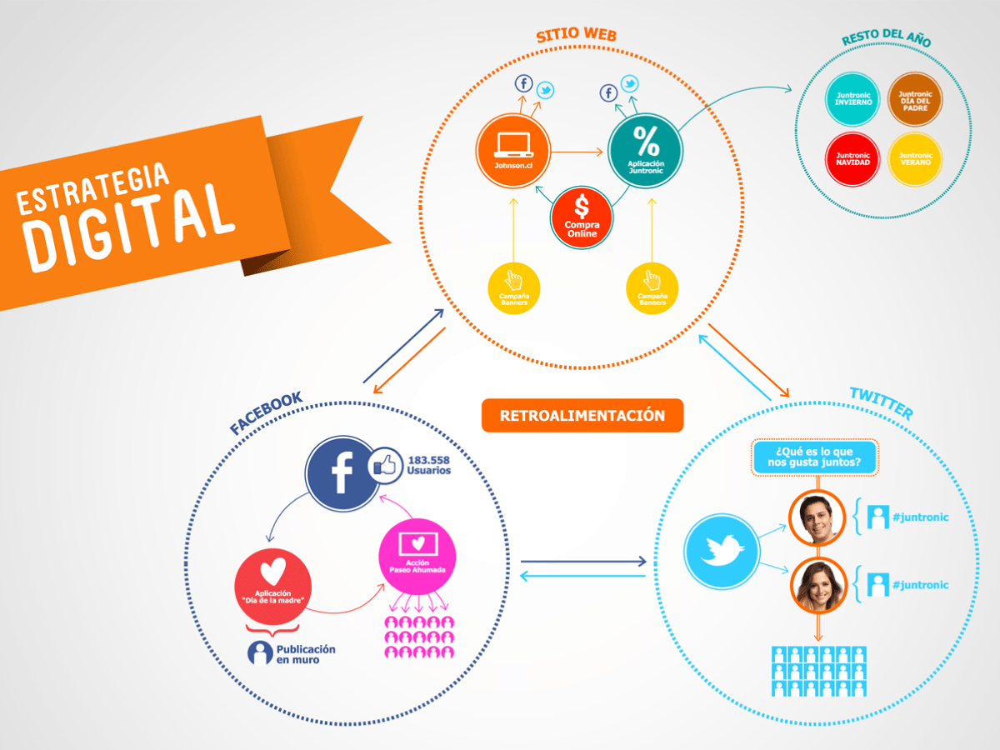 ESTRATEGIA
DIGITAL
SITIO WEB
Johnson.cl
%
Aplicación
Juntronic
$
Compra
Online
Campaña
Banners
Campaña
Banners
RESTO DEL AÑO
Juntronic
INVIERNO
Juntronic
DÍA DEL
PADRE
Juntronic
NAVIDAD
Juntronic
VERANO
RETROALIMENTACIÓN
FACEBOOK
183.558
Usuarios
Aplicación
"Día de la madre"
Publicación
en muro
Acción
Paseo Ahumada
TWITTER
¿Qué es lo que
nos gusta juntos?
#juntronic
#juntronic